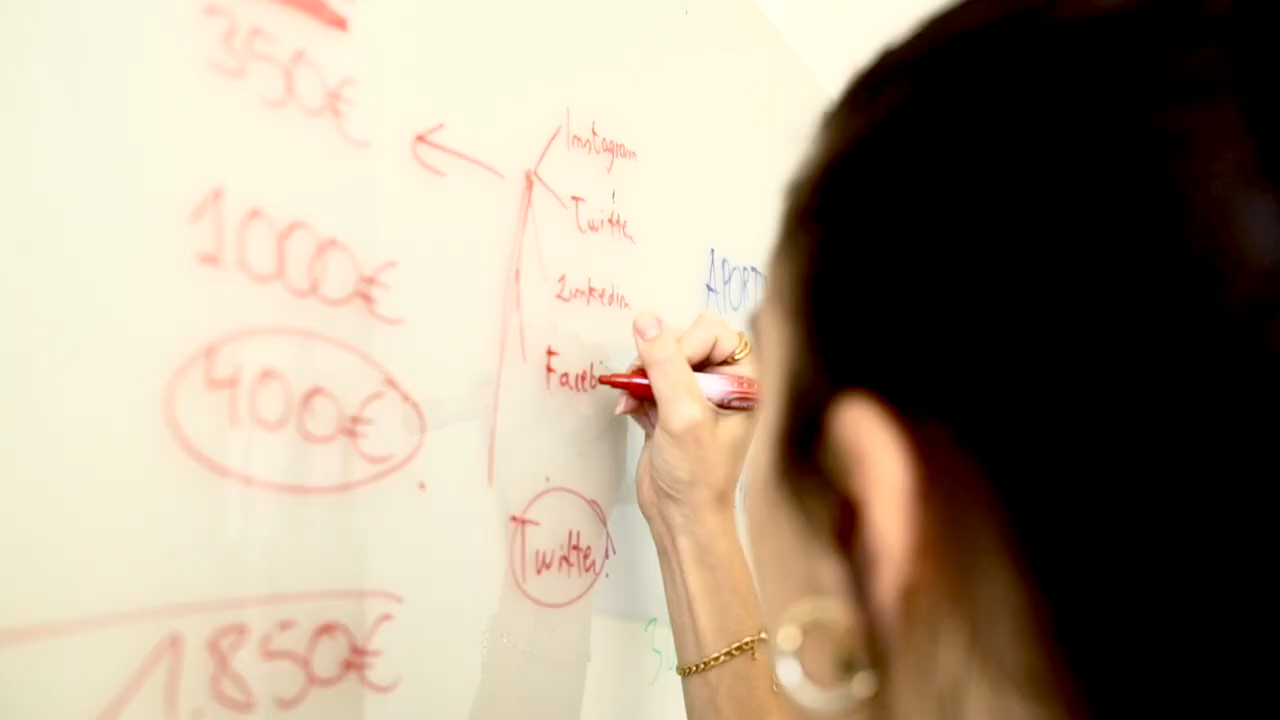 350€
1000€
400€
1.850€
Instagram
Twitter
Linkedin
Faceb
Twitter
APORT